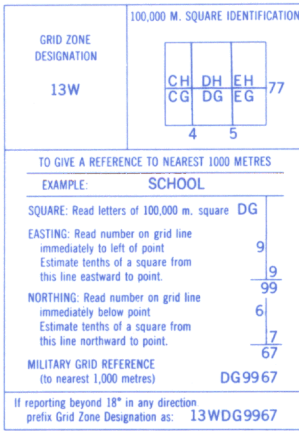 GRID ZONE
DESIGNATION
13W
100,000 M. SQUARE IDENTIFICATION
CH DH EH
CG DG EG
77
4 5
TO GIVE A REFERENCE TO NEAREST 1000 METRES
EXAMPLE: SCHOOL
SQUARE: Read letters of 100,000 m. square DG
EASTING: Read number on grid line
immediately to left of point 9
Estimate tenths of a square from
this line eastward to point. 9
99
NORTHING: Read number on grid line
immediately below point 6
Estimate tenths of a square from
this line northward to point. 7
67
MILITARY GRID REFERENCE
(to nearest 1,000 metres) DG9967
If reporting beyond 18° in any direction
prefix Grid Zone Designation as: 13WDG9967